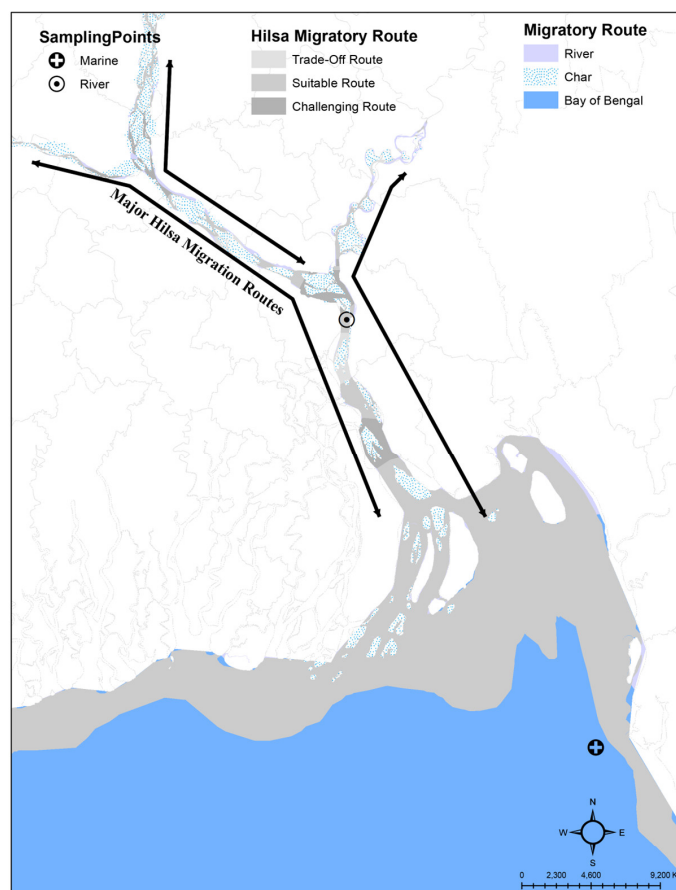 SamplingPoints
Marine
River
Hilsa Migratory Route
Trade-Off Route
Suitable Route
Challenging Route
Migratory Route
River
Char
Bay of Bengal
Major Hilsa Migration Routes
N
W E
S
0 2,300 4,600 9,200 K